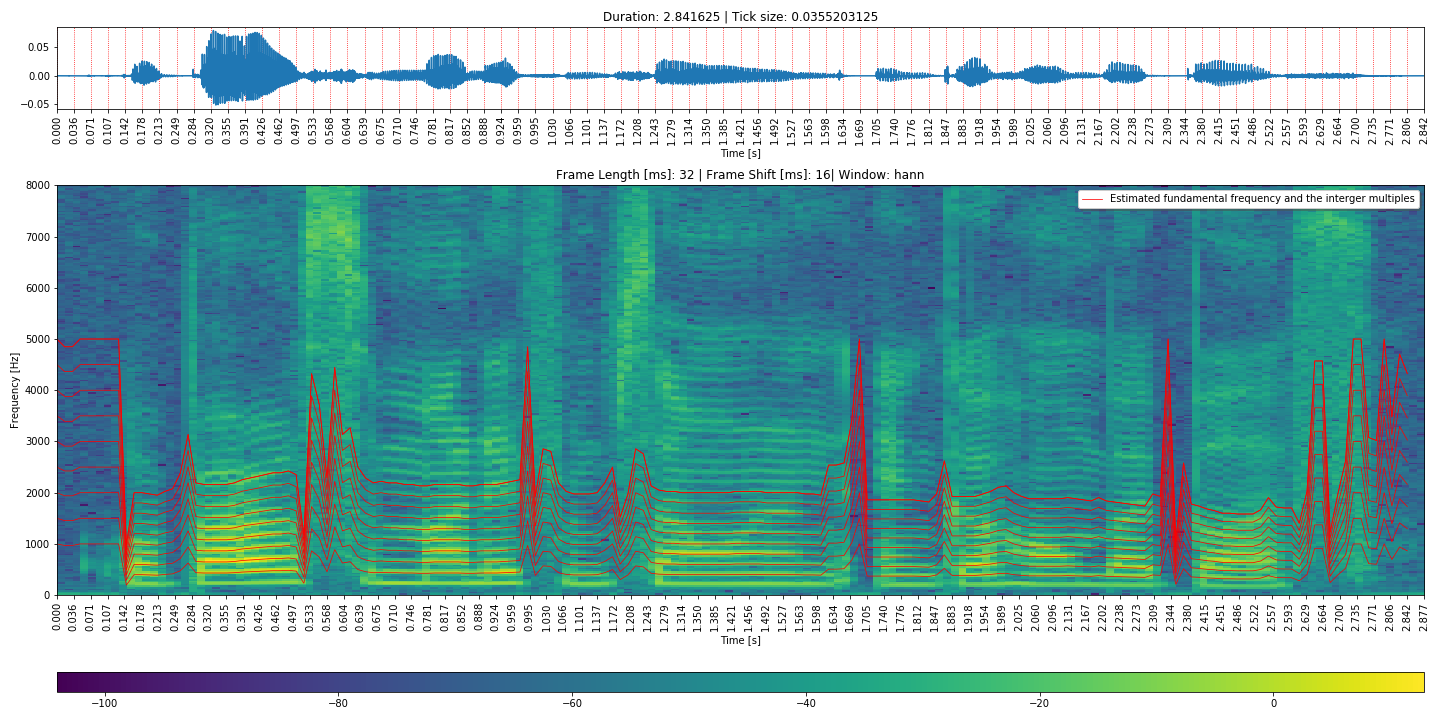 Duration: 2.841625 | Tick size: 0.0355203125
0.05
0.00
−0.05
0.000 0.036 0.071 0.107 0.142 0.178 0.213 0.249 0.284 0.320 0.355 0.391 0.426 0.462 0.497 0.533 0.568 0.604 0.639 0.675 0.710 0.746 0.781 0.817 0.852 0.888 0.924 0.959 0.995 1.030 1.066 1.101 1.137 1.172 1.208 1.243 1.279 1.314 1.350 1.385 1.421 1.456 1.492 1.527 1.563 1.598 1.634 1.669 1.705 1.740 1.776 1.812 1.847 1.883 1.918 1.954 1.989 2.025 2.060 2.096 2.131 2.167 2.202 2.238 2.273 2.309 2.344 2.380 2.415 2.451 2.486 2.522 2.557 2.593 2.629 2.664 2.700 2.735 2.771 2.806 2.842
Time [s]
Frame Length [ms]: 32 | Frame Shift [ms]: 16| Window: hann
Estimated fundamental frequency and the interger multiples
Frequency [Hz]
8000
7000
6000
5000
4000
3000
2000
1000
0
0.000 0.036 0.071 0.107 0.142 0.178 0.213 0.249 0.284 0.320 0.355 0.391 0.426 0.462 0.497 0.533 0.568 0.604 0.639 0.675 0.710 0.746 0.781 0.817 0.852 0.888 0.924 0.959 0.995 1.030 1.066 1.101 1.137 1.172 1.208 1.243 1.279 1.314 1.350 1.385 1.421 1.456 1.492 1.527 1.563 1.598 1.634 1.669 1.705 1.740 1.776 1.812 1.847 1.883 1.918 1.954 1.989 2.025 2.060 2.096 2.131 2.167 2.202 2.238 2.273 2.309 2.344 2.380 2.415 2.451 2.486 2.522 2.557 2.593 2.629 2.664 2.700 2.735 2.771 2.806 2.842 2.877
Time [s]
−100 −80 −60 −40 −20 0